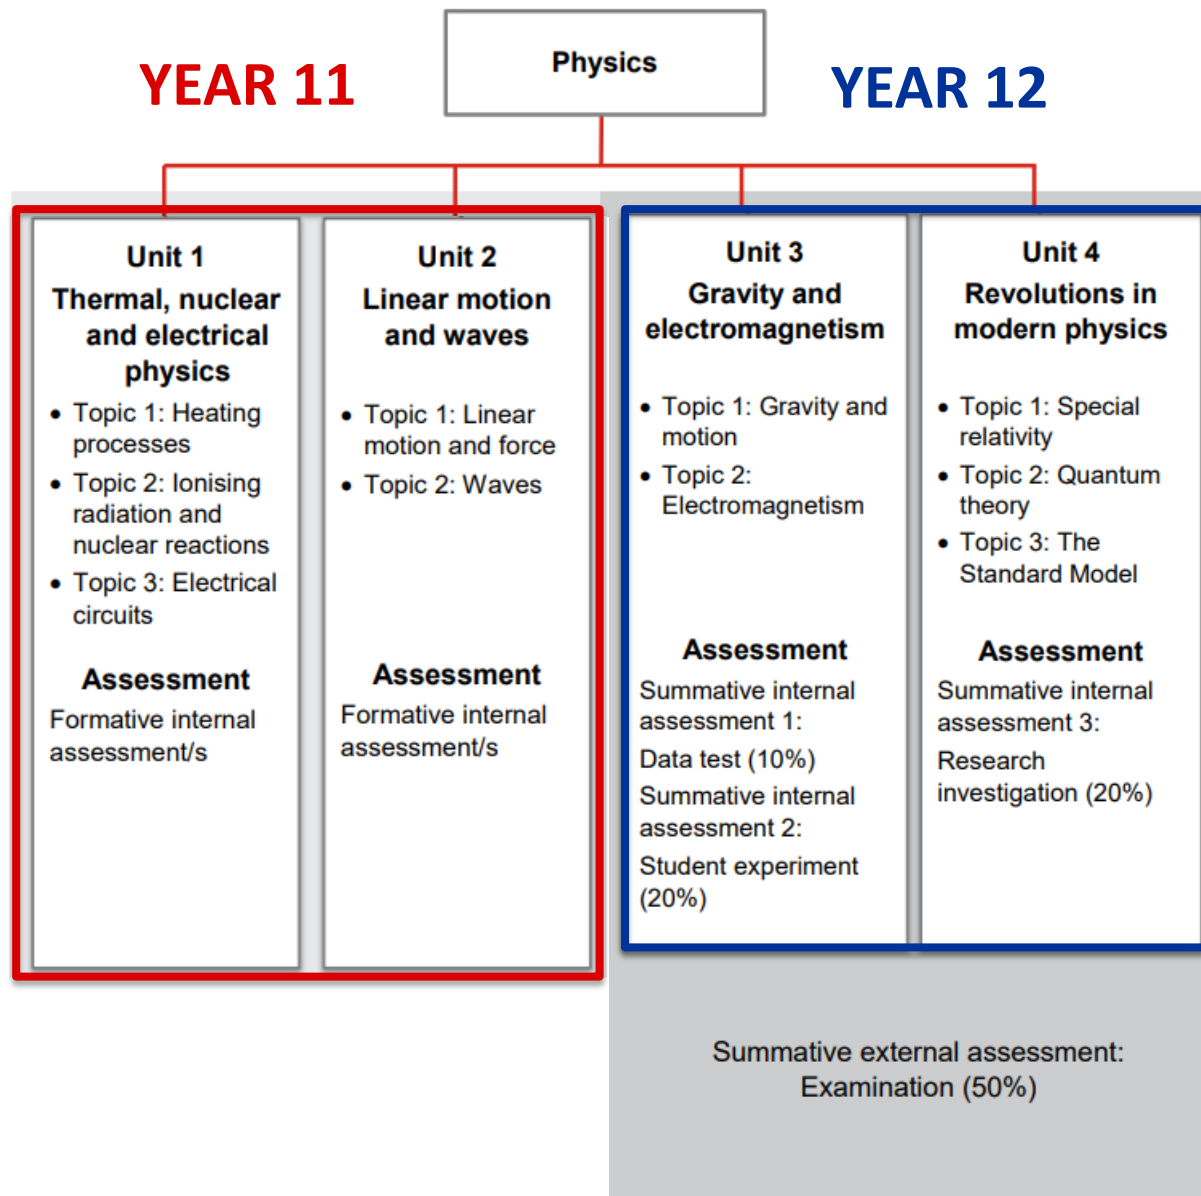 Physics
YEAR 11
YEAR 12
Unit 1
Thermal, nuclear
and electrical
physics
• Topic 1: Heating
processes
• Topic 2: Ionising
radiation and
nuclear reactions
• Topic 3: Electrical
circuits
Assessment
Formative internal
assessment/s
Unit 2
Linear motion
and waves
• Topic 1: Linear
motion and force
• Topic 2: Waves
Assessment
Formative internal
assessment/s
Unit 3
Gravity and
electromagnetism
• Topic 1: Gravity and
motion
• Topic 2:
Electromagnetism
Assessment
Summative internal
assessment 1:
Data test (10%)
Summative internal
assessment 2:
Student experiment
(20%)
Unit 4
Revolutions in
modern physics
• Topic 1: Special
relativity
• Topic 2: Quantum
theory
• Topic 3: The
Standard Model
Assessment
Summative internal
assessment 3:
Research
investigation (20%)
Summative external assessment:
Examination (50%)